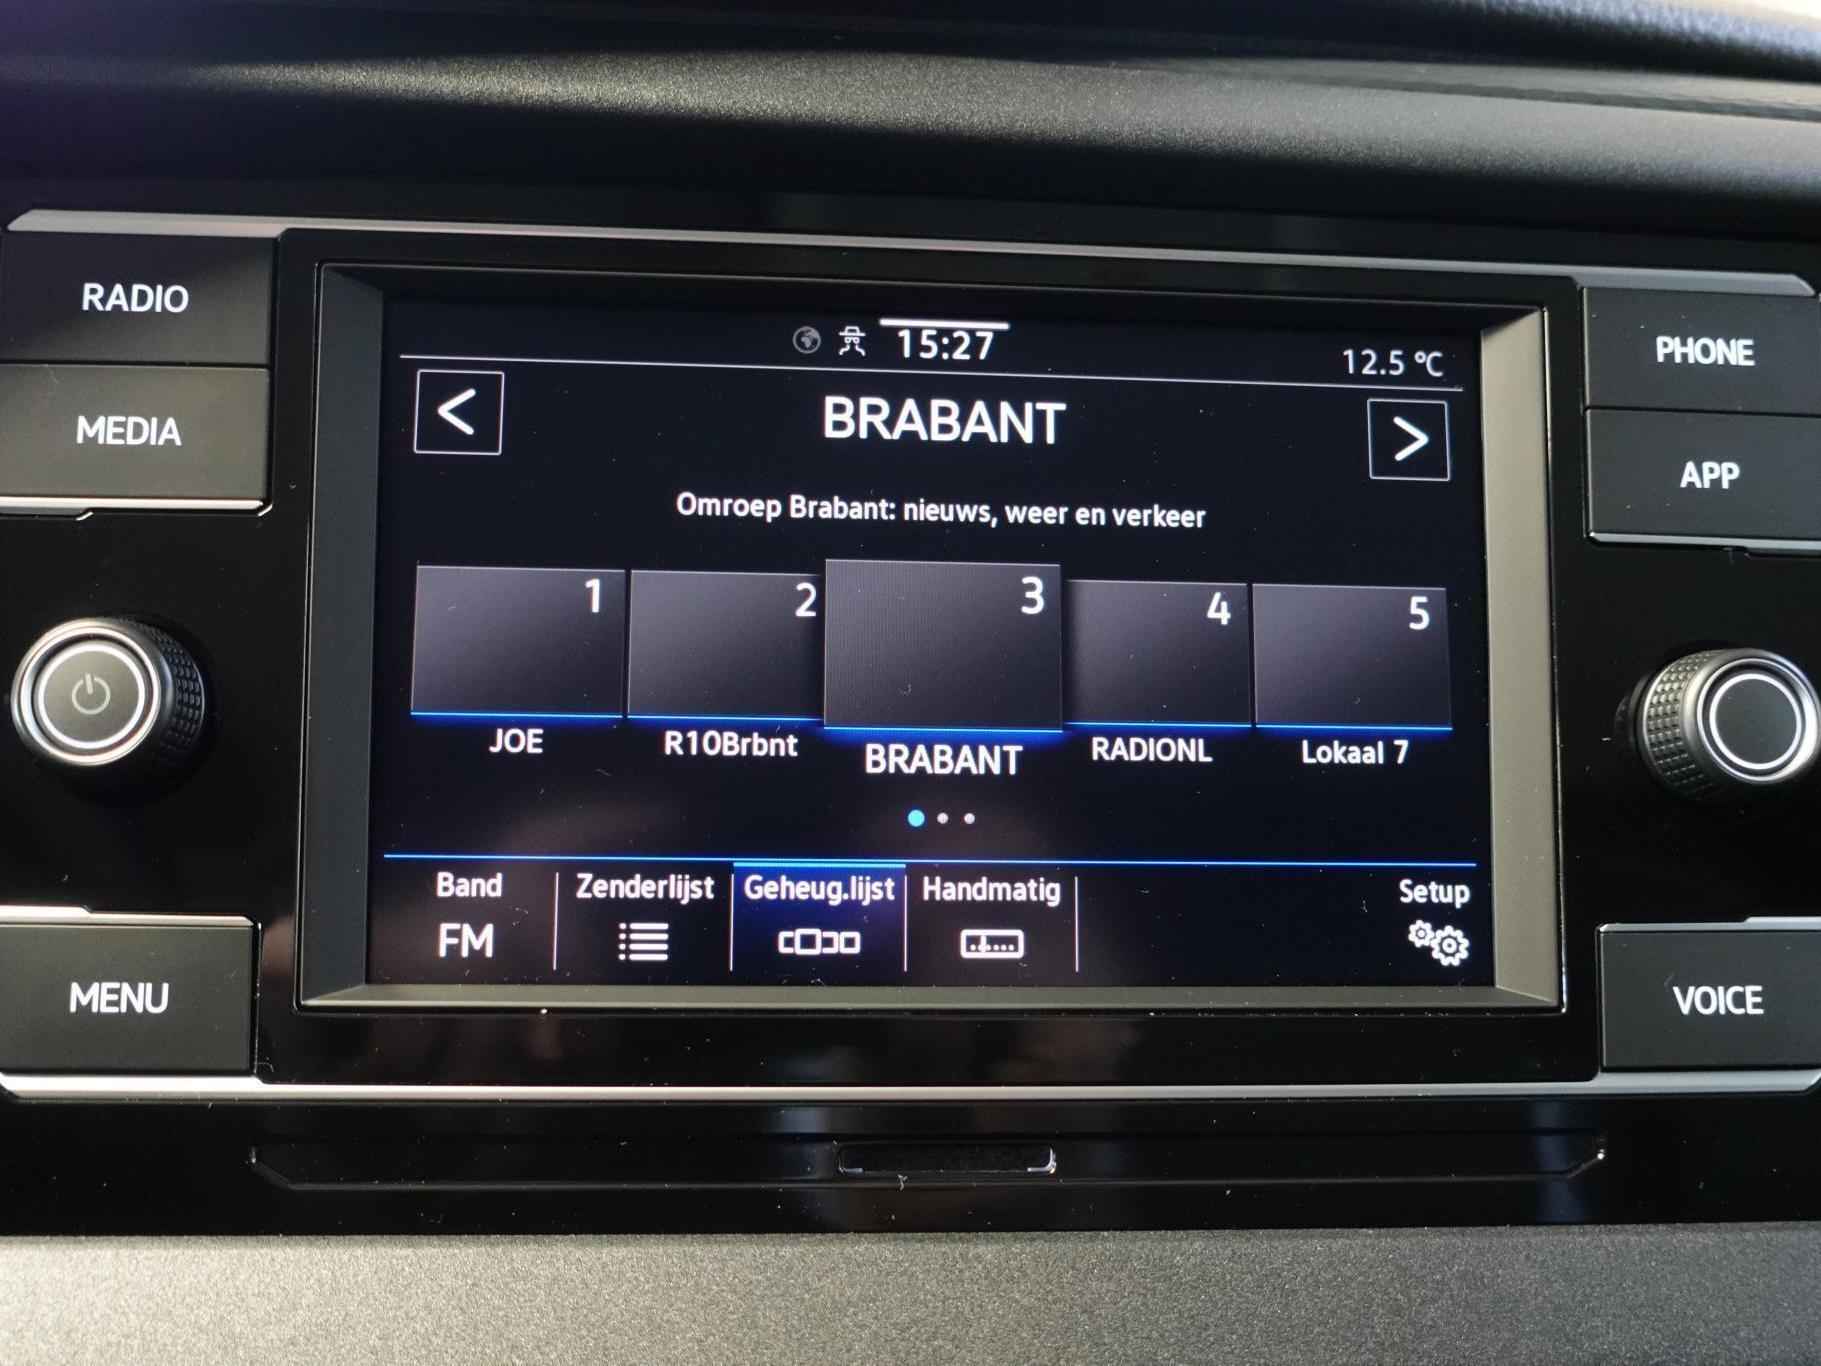 RADIO
MEDIA
MENU
15:27
12.5 °C
BRABANT
Omroep Brabant: nieuws, weer en verkeer
1
2
3
4
5
JOE
R10Brbnt
BRABANT
RADIONL
Lokaal 7
Band
Zenderlijst
Geheug.lijst
Handmatig
Setup
FM
PHONE
APP
VOICE